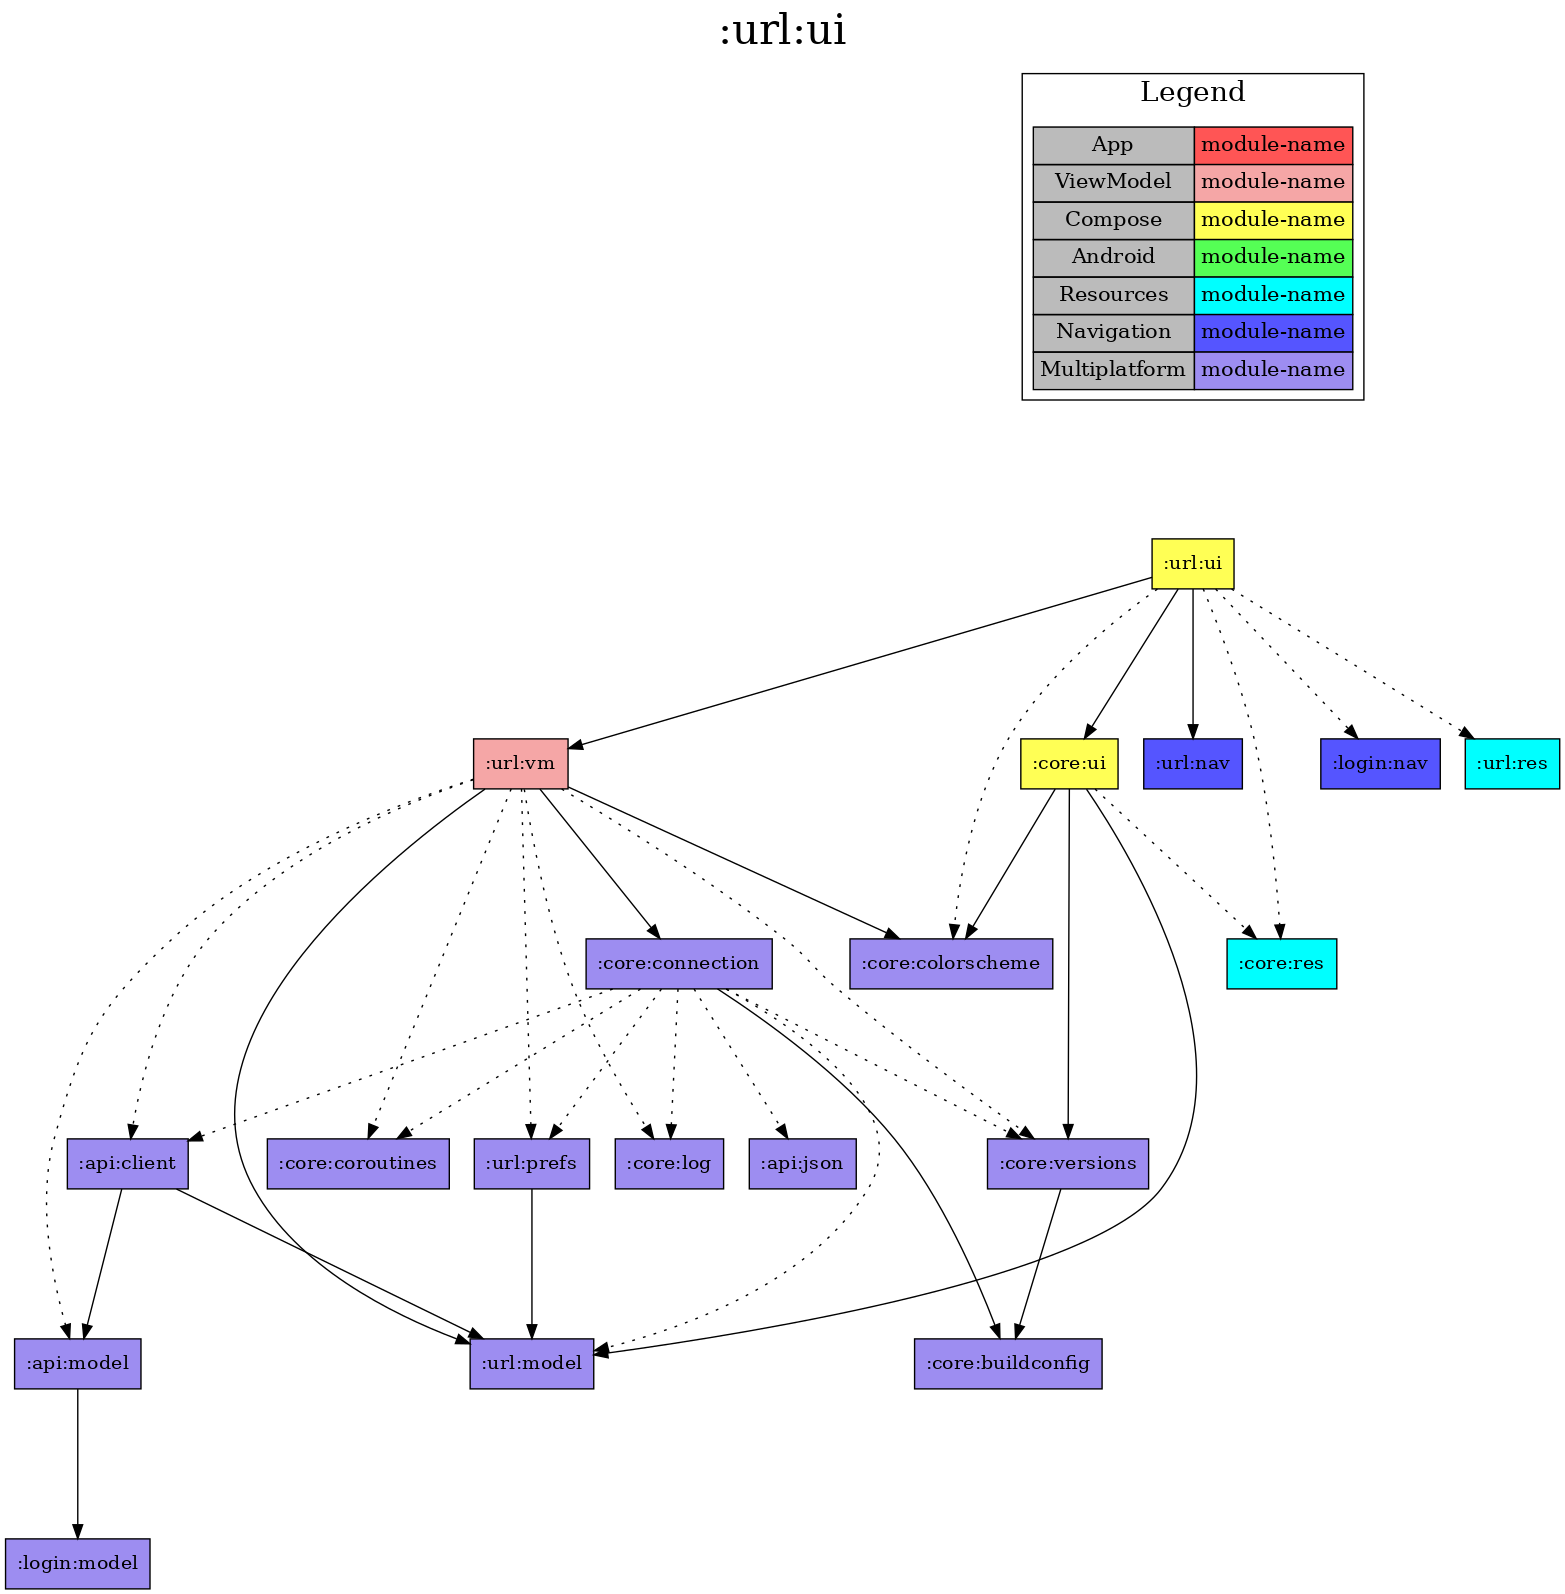 :url:ui
Legend
App module-name
ViewModel module-name
Compose module-name
Android module-name
Resources module-name
Navigation module-name
Multiplatform module-name
:url:ui
:url:vm
:core:ui
:url:nav
:login:nav
:url:res
:core:connection
:core:colorscheme
:core:res
:api:client
:core:coroutines
:url:prefs
:core:log
:api:json
:core:versions
:api:model
:url:model
:core:buildconfig
:login:model